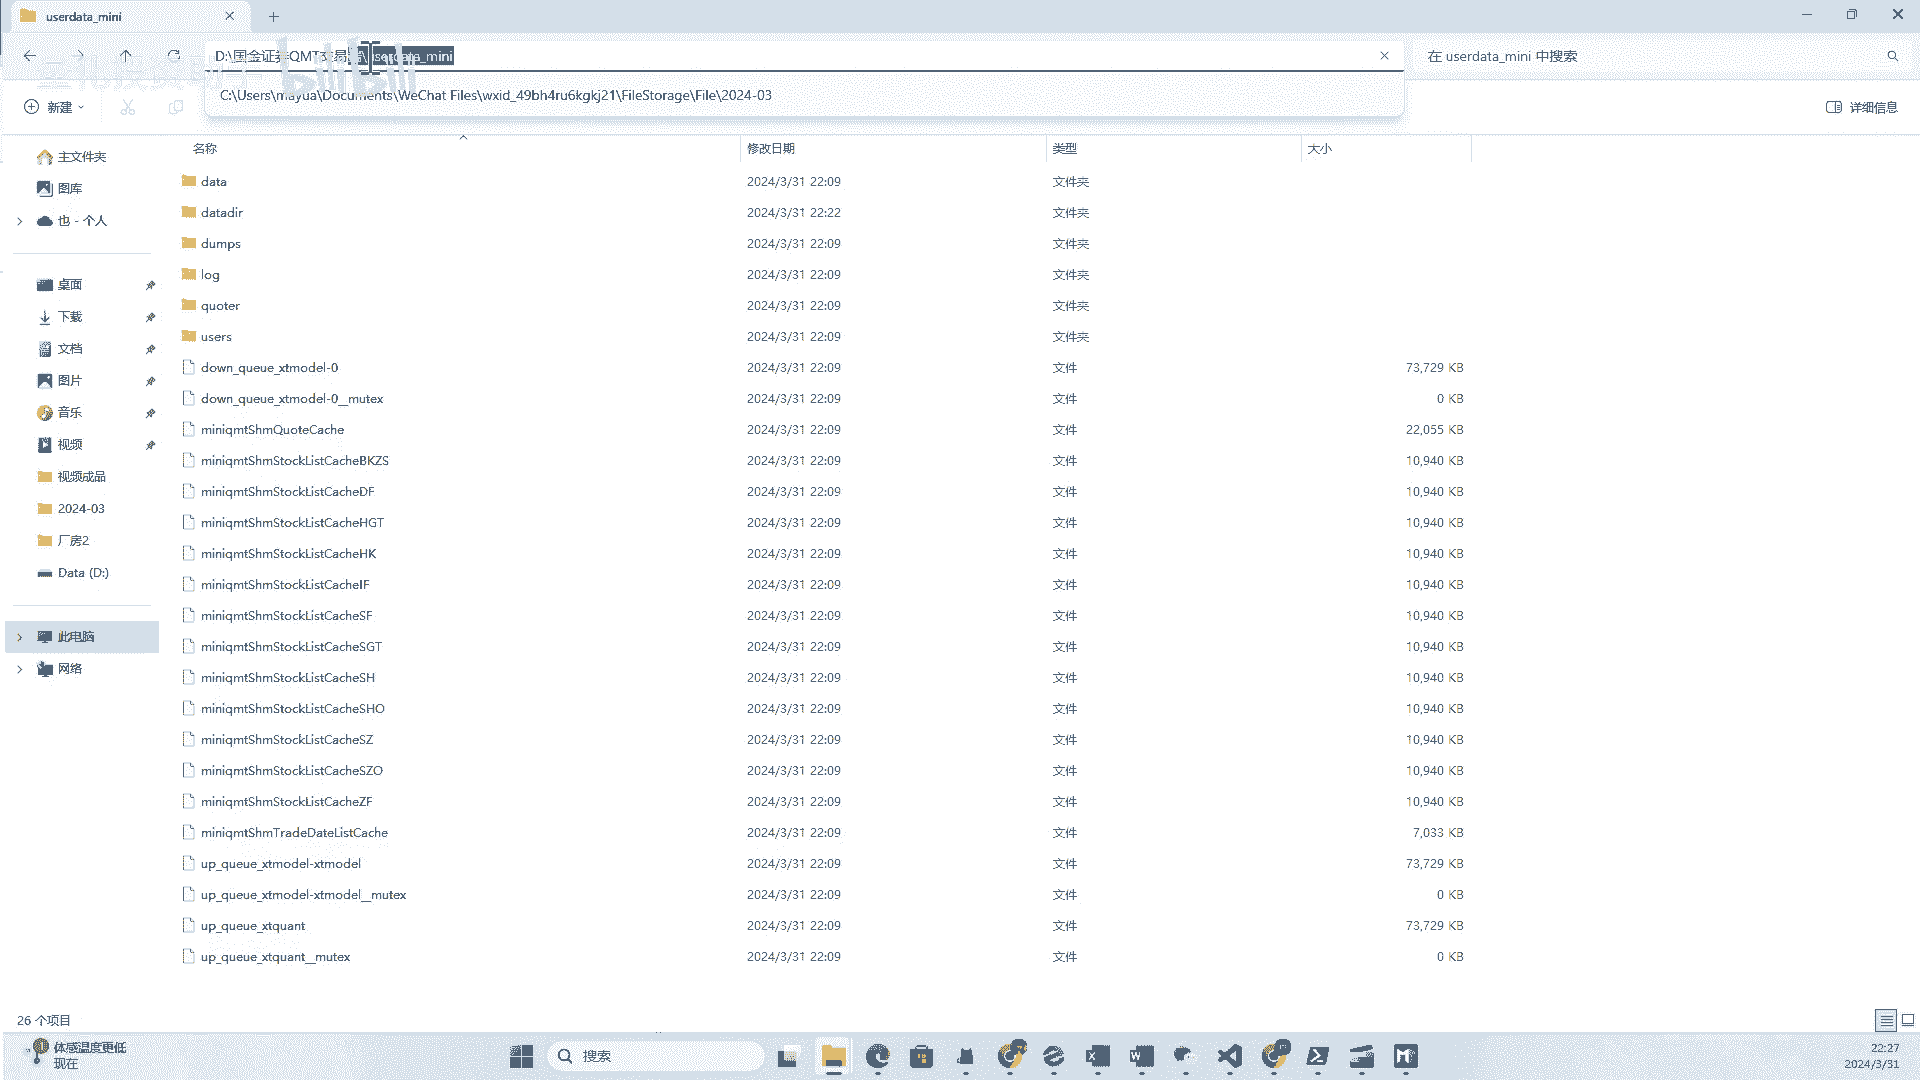 userdata_mini
D:\国金证券QMT交易端\userdata_mini
在 userdata_mini 中搜索
bilibili
C:\Users\mayua\Documents\WeChat Files\wxid_49bh4ru6kgkj21\FileStorage\File\2024-03
新建
详细信息
名称 修改日期 类型 大小
主文件夹
图库
也 - 个人
桌面
下载
文档
图片
音乐
视频
视频成品
2024-03
厂房2
Data (D:)
此电脑
网络
data 2024/3/31 22:09 文件夹
datadir 2024/3/31 22:22 文件夹
dumps 2024/3/31 22:09 文件夹
log 2024/3/31 22:09 文件夹
quoter 2024/3/31 22:09 文件夹
users 2024/3/31 22:09 文件夹
down_queue_xtmodel-0 2024/3/31 22:09 文件 73,729 KB
down_queue_xtmodel-0__mutex 2024/3/31 22:09 文件 0 KB
miniqmtShmQuoteCache 2024/3/31 22:09 文件 22,055 KB
miniqmtShmStockListCacheBKZS 2024/3/31 22:09 文件 10,940 KB
miniqmtShmStockListCacheDF 2024/3/31 22:09 文件 10,940 KB
miniqmtShmStockListCacheHGT 2024/3/31 22:09 文件 10,940 KB
miniqmtShmStockListCacheHK 2024/3/31 22:09 文件 10,940 KB
miniqmtShmStockListCacheIF 2024/3/31 22:09 文件 10,940 KB
miniqmtShmStockListCacheSF 2024/3/31 22:09 文件 10,940 KB
miniqmtShmStockListCacheSGT 2024/3/31 22:09 文件 10,940 KB
miniqmtShmStockListCacheSH 2024/3/31 22:09 文件 10,940 KB
miniqmtShmStockListCacheSHO 2024/3/31 22:09 文件 10,940 KB
miniqmtShmStockListCacheSZ 2024/3/31 22:09 文件 10,940 KB
miniqmtShmStockListCacheSZO 2024/3/31 22:09 文件 10,940 KB
miniqmtShmStockListCacheZF 2024/3/31 22:09 文件 10,940 KB
miniqmtShmTradeDateListCache 2024/3/31 22:09 文件 7,033 KB
up_queue_xtmodel-xtmodel 2024/3/31 22:09 文件 73,729 KB
up_queue_xtmodel-xtmodel__mutex 2024/3/31 22:09 文件 0 KB
up_queue_xtquant 2024/3/31 22:09 文件 73,729 KB
up_queue_xtquant__mutex 2024/3/31 22:09 文件 0 KB
26 个项目
体感温度更低
现在
搜索
22:27
2024/3/31